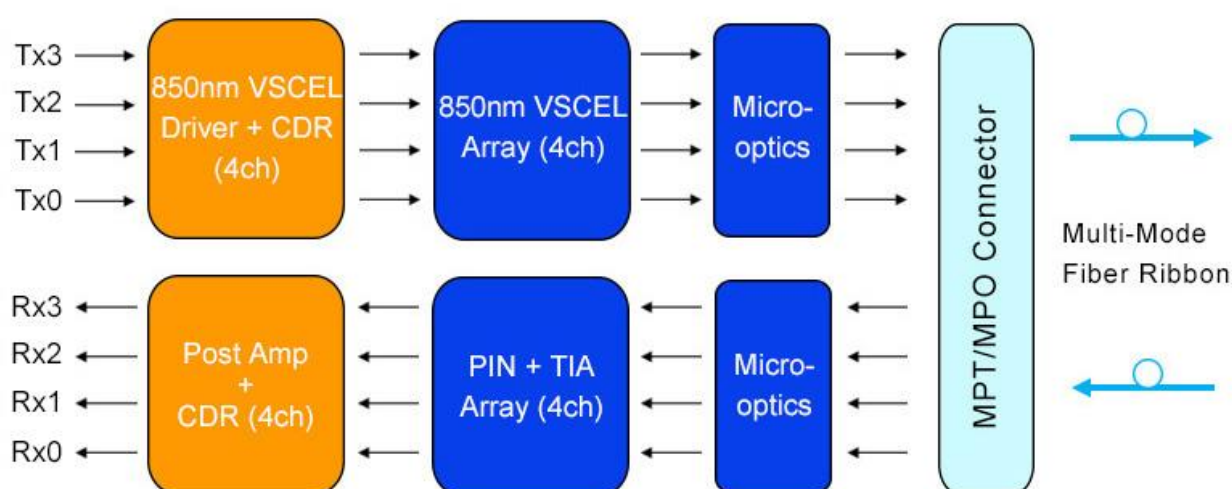 Tx3
Tx2
Tx1
Tx0
850nm VSCEL
Driver + CDR
(4ch)
850nm VSCEL
Array (4ch)
Micro-
optics
MPT/MPO Connector
Multi-Mode
Fiber Ribbon
Rx3
Rx2
Rx1
Rx0
Post Amp
+
CDR (4ch)
PIN + TIA
Array (4ch)
Micro-
optics